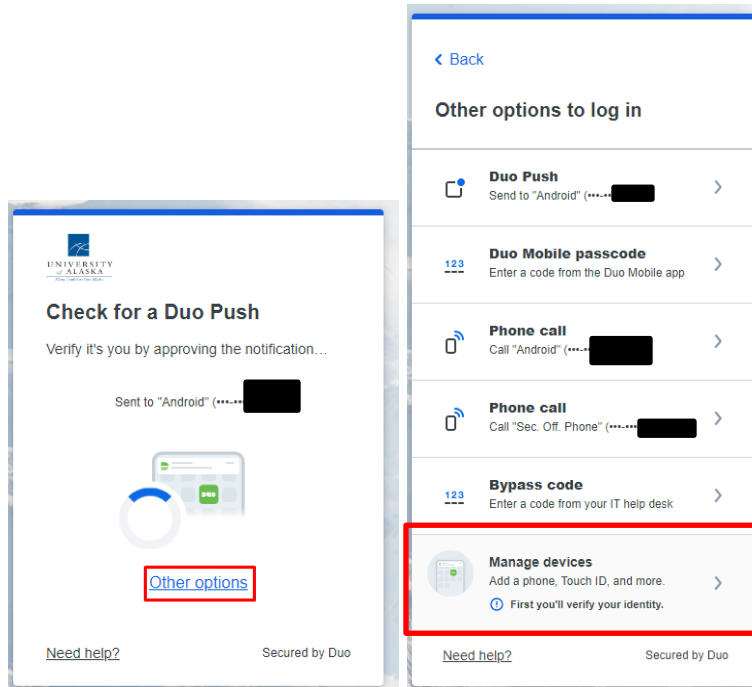 UNIVERSITY
of ALASKA
Check for a Duo Push
Verify it's you by approving the notification...
Sent to "Android" (•••-••
DUO
Other options
Need help?
Secured by Duo
Back
Other options to log in
Duo Push
Send to "Android" (•••-••
123
Duo Mobile passcode
Enter a code from the Duo Mobile app
Phone call
Call "Android" (•••-••
Phone call
Call "Sec. Off. Phone" (•••-•••
123
Bypass code
Enter a code from your IT help desk
Manage devices
Add a phone, Touch ID, and more.
First you'll verify your identity.
Need help?
Secured by Duo